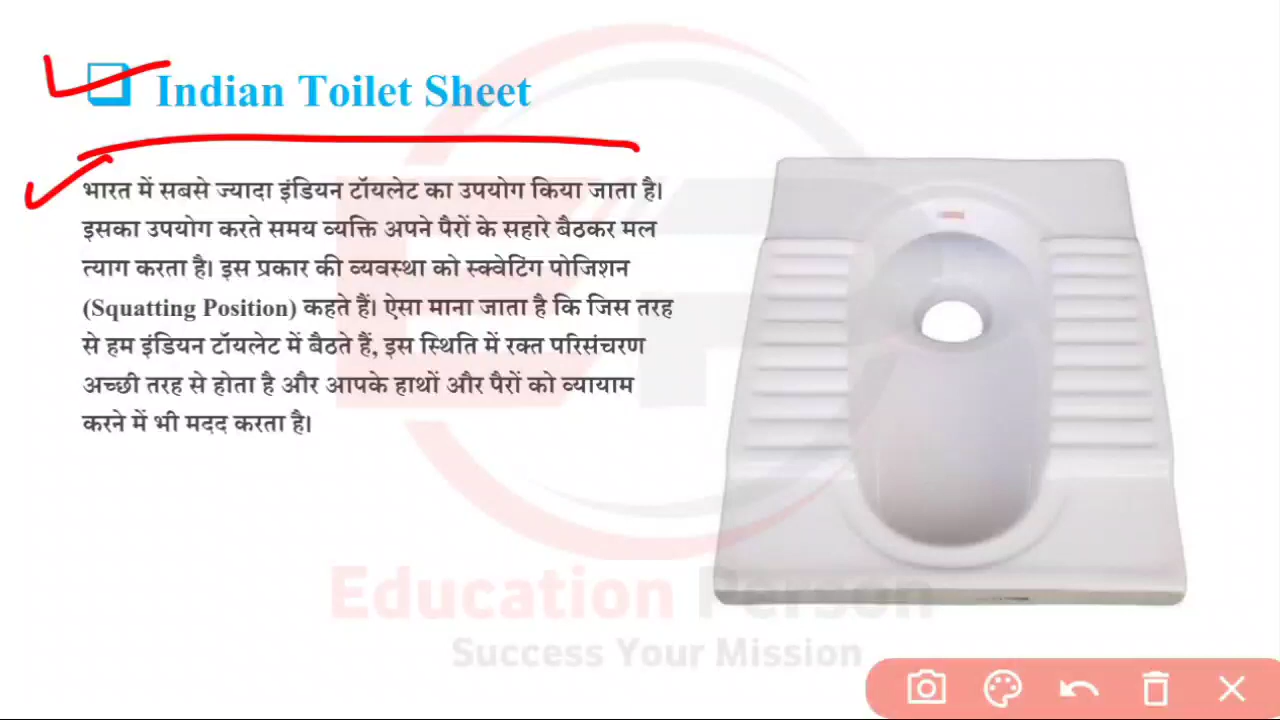 Indian Toilet Sheet
भारत में सबसे ज्यादा इंडियन टॉयलेट का उपयोग किया जाता है।
इसका उपयोग करते समय व्यक्ति अपने पैरों के सहारे बैठकर मल
त्याग करता है। इस प्रकार की व्यवस्था को स्क्वेटिंग पोजिशन
(Squatting Position) कहते हैं। ऐसा माना जाता है कि जिस तरह
से हम इंडियन टॉयलेट में बैठते हैं, इस स्थिति में रक्त परिसंचरण
अच्छी तरह से होता है और आपके हाथों और पैरों को व्यायाम
करने में भी मदद करता है।
Education Person
Success Your Mission